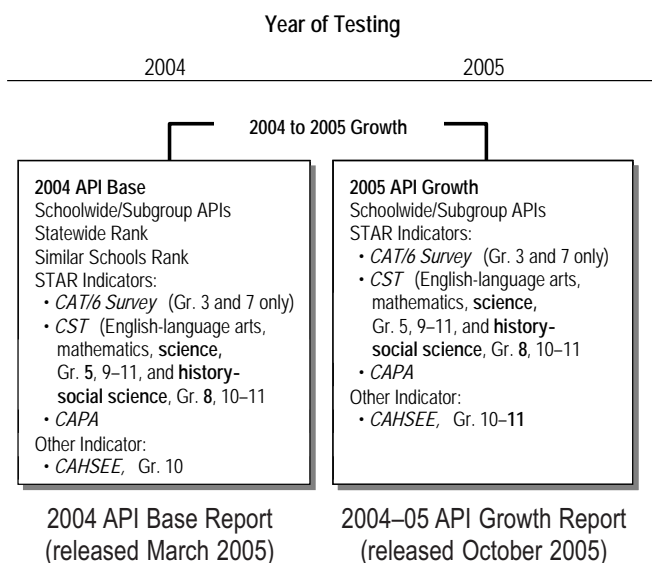 Year of Testing
2004 2005
2004 to 2005 Growth
2004 API Base
Schoolwide/Subgroup APIs
Statewide Rank
Similar Schools Rank
STAR Indicators:
• CAT/6 Survey (Gr. 3 and 7 only)
• CST (English-language arts,
mathematics, science,
Gr. 5, 9–11, and history-
social science, Gr. 8, 10–11
• CAPA
Other Indicator:
• CAHSEE, Gr. 10
2004 API Base Report
(released March 2005)
2005 API Growth
Schoolwide/Subgroup APIs
STAR Indicators:
• CAT/6 Survey (Gr. 3 and 7 only)
• CST (English-language arts,
mathematics, science,
Gr. 5, 9–11, and history-
social science, Gr. 8, 10–11
• CAPA
Other Indicator:
• CAHSEE, Gr. 10–11
2004–05 API Growth Report
(released October 2005)